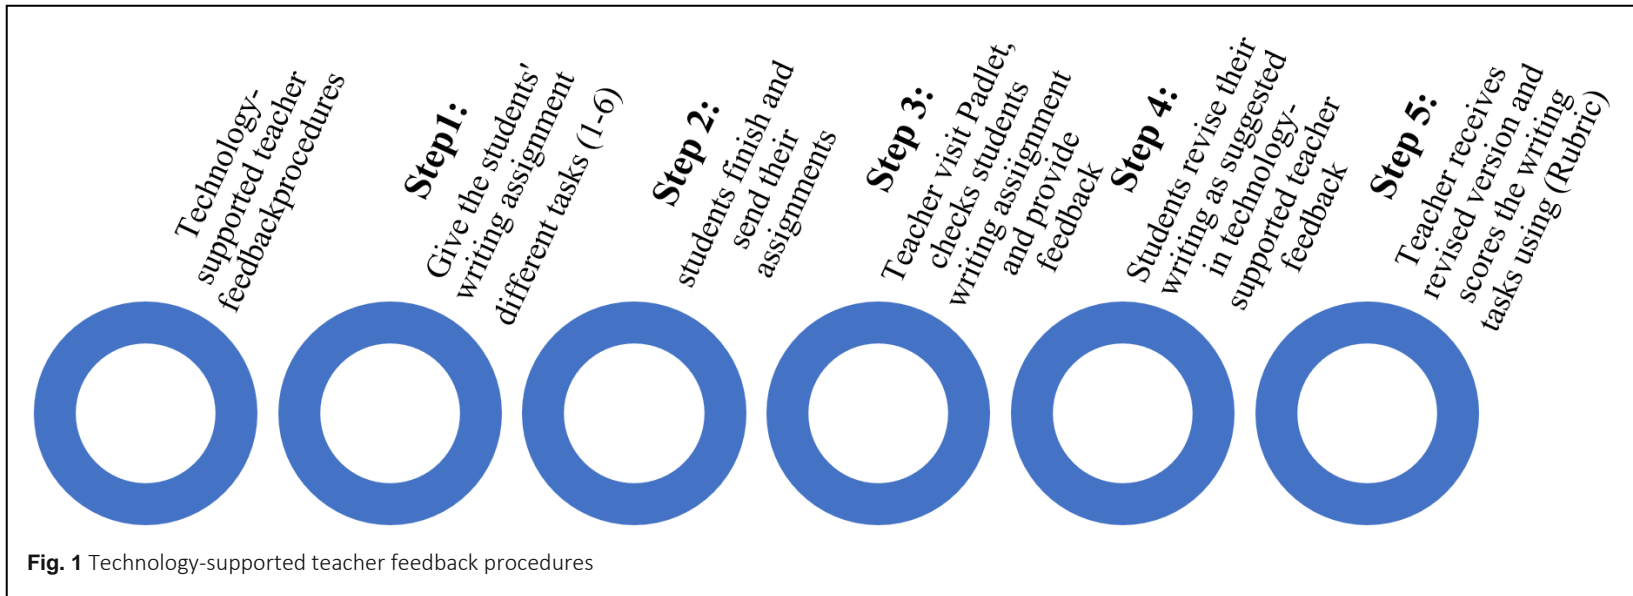 Technology-
supported teacher
feedbackprocedures
Step1:
Give the students'
writing assignment
different tasks (1-6)
Step 2:
students finish and
send their
assignments
Step 3:
Teacher visit Padlet,
checks students
writing assignment
and provide
feedback
Step 4:
Students revise their
writing as suggested
in technology-
supported teacher
feedback
Step 5:
Teacher receives
revised version and
scores the writing
tasks using (Rubric)
Fig. 1 Technology-supported teacher feedback procedures